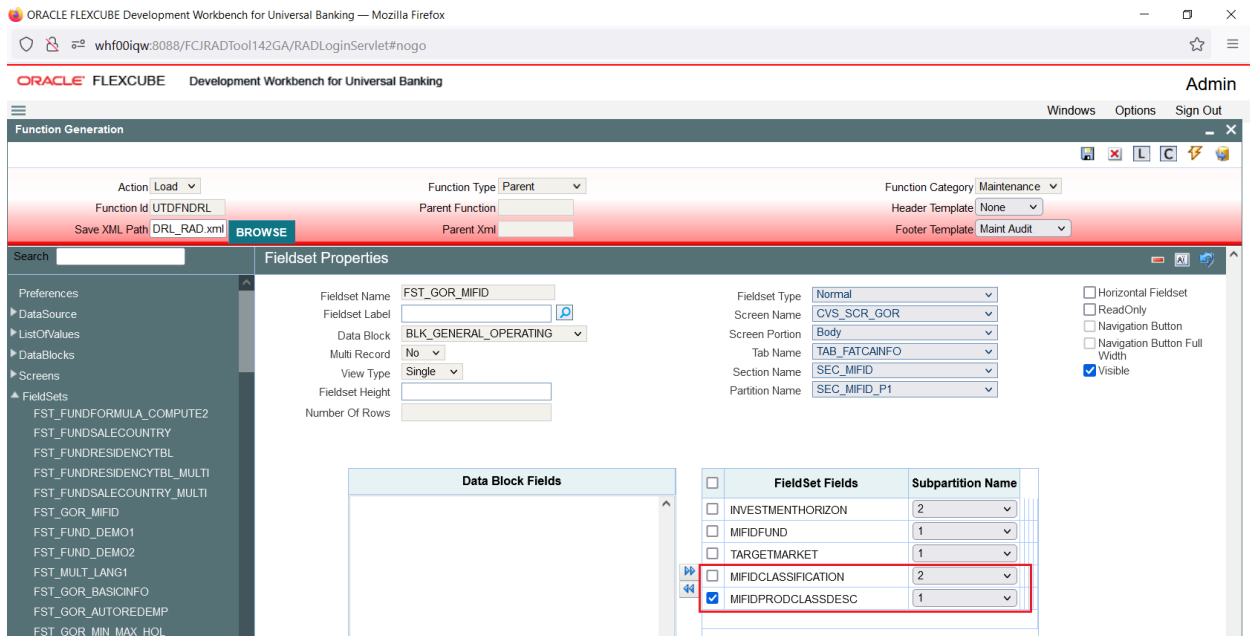 ORACLE FLEXCUBE Development Workbench for Universal Banking — Mozilla Firefox
whf00iqw:8088/FCJRADTool142GA/RADLoginServlet#nogo
ORACLE FLEXCUBE Development Workbench for Universal Banking
Admin
Windows Options Sign Out
Function Generation
L C
Action Load Function Type Parent Function Category Maintenance
Function Id UTDFNDRL Parent Function Header Template None
Save XML Path DRL_RAD.xml BROWSE Parent Xml Footer Template Maint Audit
Search
Fieldset Properties
AI
Preferences
DataSource
ListOfValues
DataBlocks
Screens
FieldSets
FST_FUNDFORMULA_COMPUTE2
FST_FUNDSALECOUNTRY
FST_FUNDRESIDENCYTBL
FST_FUNDRESIDENCYTBL_MULTI
FST_FUNDSALECOUNTRY_MULTI
FST_GOR_MIFID
FST_FUND_DEMO1
FST_FUND_DEMO2
FST_MULT_LANG1
FST_GOR_BASICINFO
FST_GOR_AUTOREDEMP
FST_GOR_MIN_MAX_HOL
Fieldset Name FST_GOR_MIFID
Fieldset Label
Data Block BLK_GENERAL_OPERATING
Multi Record No
View Type Single
Fieldset Height
Number Of Rows
Fieldset Type Normal
Screen Name CVS_SCR_GOR
Screen Portion Body
Tab Name TAB_FATCAINFO
Section Name SEC_MIFID
Partition Name SEC_MIFID_P1
Horizontal Fieldset
ReadOnly
Navigation Button
Navigation Button Full
Width
Visible
Data Block Fields
FieldSet Fields Subpartition Name
INVESTMENTHORIZON 2
MIFIDFUND 1
TARGETMARKET 1
MIFIDCLASSIFICATION 2
MIFIDPRODCLASSDESC 1